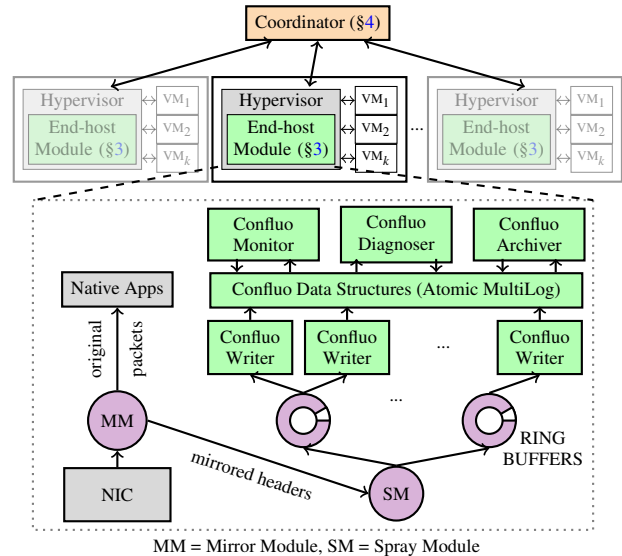 Coordinator (§4)
Hypervisor
End-host
Module (§3)
VM1
VM2
VMk
Hypervisor
End-host
Module (§3)
VM1
VM2
VMk
...
Hypervisor
End-host
Module (§3)
VM1
VM2
VMk
Confluo
Monitor
Confluo
Diagnoser
Confluo
Archiver
Native Apps
Confluo Data Structures (Atomic MultiLog)
original
packets
Confluo
Writer
Confluo
Writer
...
Confluo
Writer
...
MM
RING
BUFFERS
mirrored headers
NIC
SM
MM = Mirror Module, SM = Spray Module